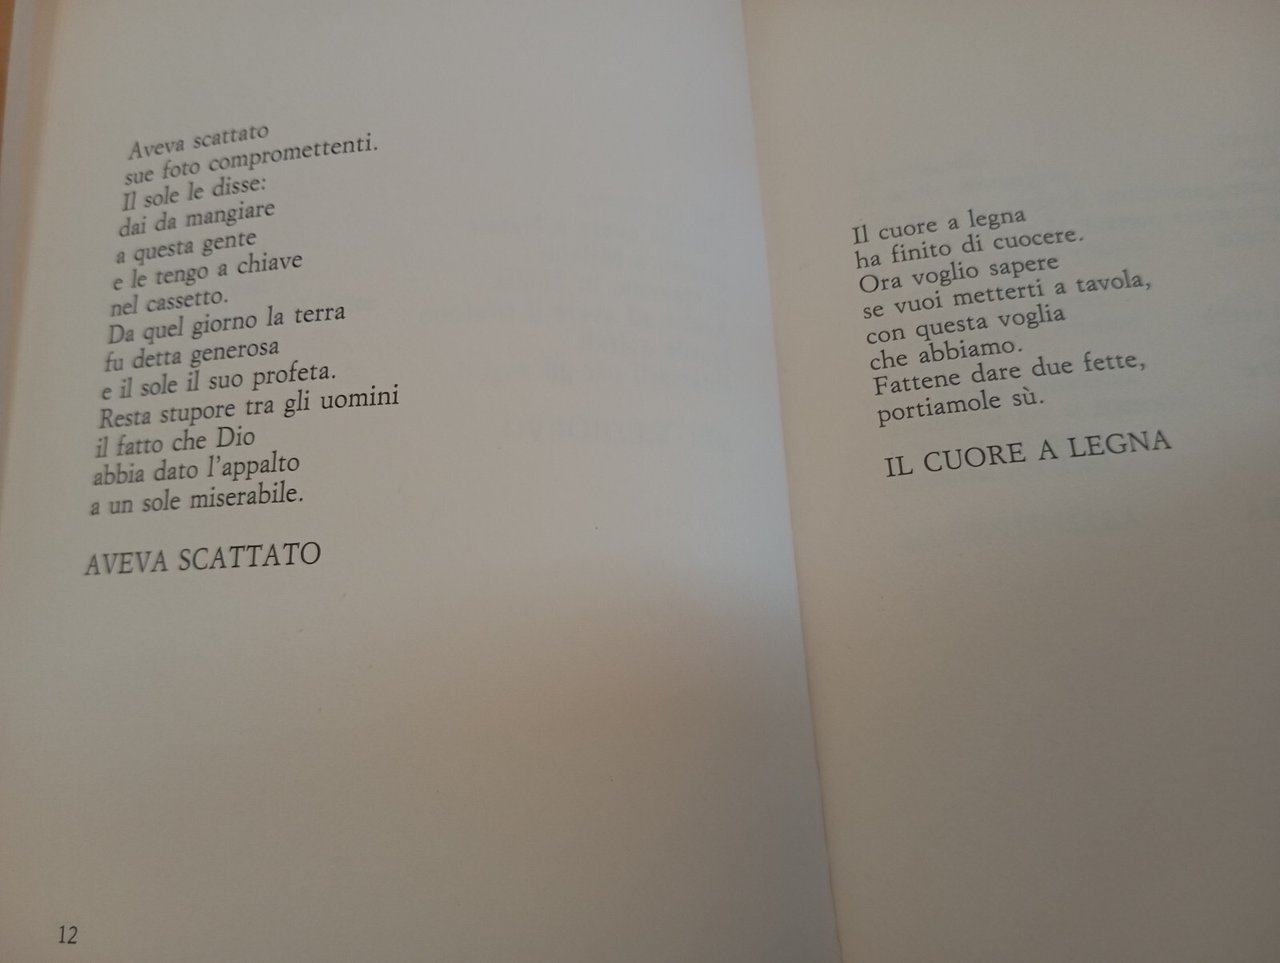 Aveva scattato
sue foto compromettenti.
Il sole le disse:
dai da mangiare
a questa gente
e le tengo a chiave
nel cassetto.
Da quel giorno la terra
fu detta generosa
e il sole il suo profeta.
Resta stupore tra gli uomini
il fatto che Dio
abbia dato l'appalto
a un sole miserabile.
AVEVA SCATTATO
12
Il cuore a legna
ha finito di cuocere.
Ora voglio sapere
se vuoi metterti a tavola,
con questa voglia
che abbiamo.
Fattene dare due fette,
portiamole sù.
IL CUORE A LEGNA